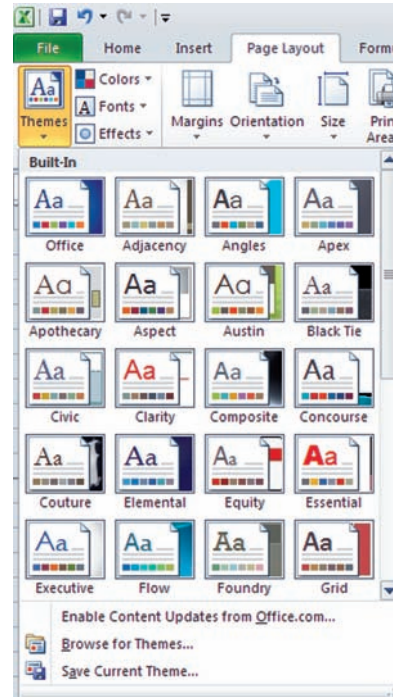 File Home Insert Page Layout Formu
Colors
Fonts
Effects
Themes Margins Orientation Size Prin
Area
Built-In
Aa Aa Aa Aa
Office Adjacency Angles Apex
Aa Aa Aa Aa
Apothecary Aspect Austin Black Tie
Aa Aa Aa Aa
Civic Clarity Composite Concourse
Aa Aa Aa Aa
Couture Elemental Equity Essential
Aa Aa Aa Aa
Executive Flow Foundry Grid
Enable Content Updates from Office.com...
Browse for Themes...
Save Current Theme...